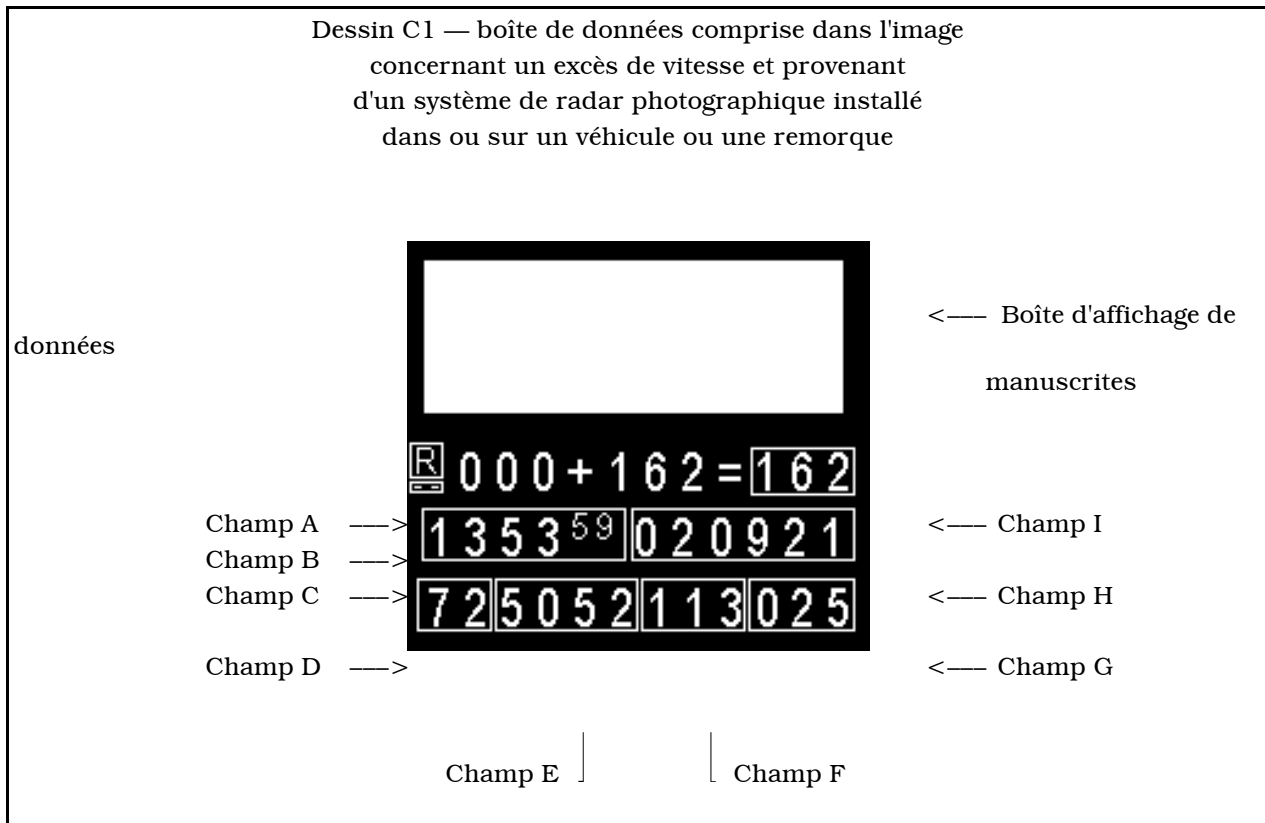 Dessin C1 — boîte de données comprise dans l'image
concernant un excès de vitesse et provenant
d'un système de radar photographique installé
dans ou sur un véhicule ou une remorque
<--- Boîte d'affichage de
données
manuscrites
R 000+162=162
Champ A --->
1353 59 020921
<--- Champ I
Champ B --->
Champ C --->
72 5052 113 025
<--- Champ H
Champ D --->
<--- Champ G
Champ E
Champ F